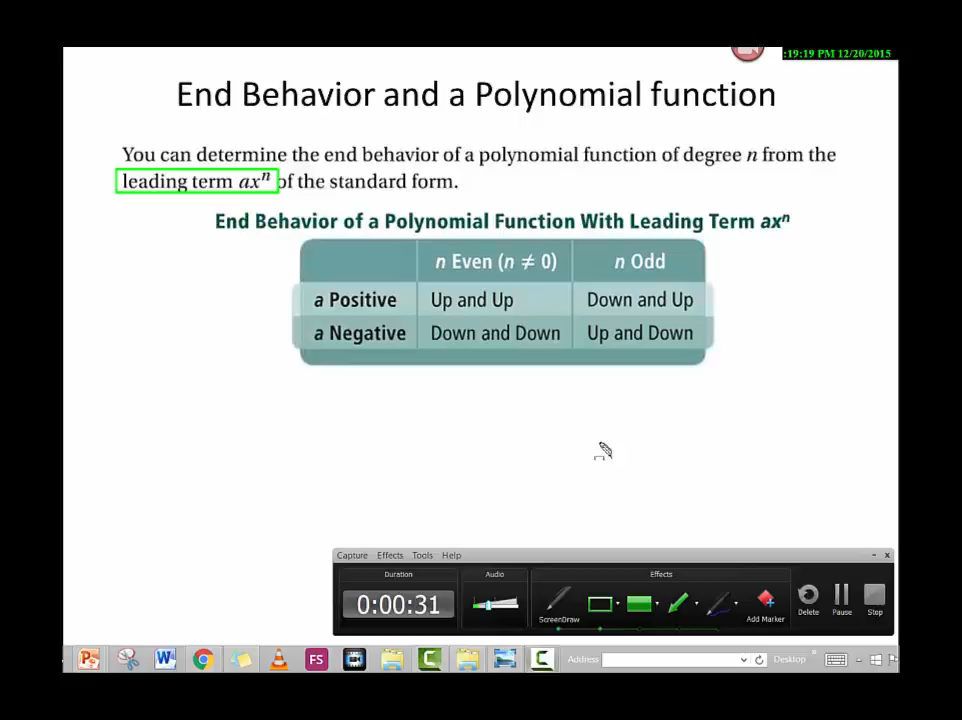 :19:19 PM 12/20/2015
End Behavior and a Polynomial function
You can determine the end behavior of a polynomial function of degree n from the
leading term axⁿ of the standard form.
End Behavior of a Polynomial Function With Leading Term axⁿ
n Even (n ≠ 0) n Odd
a Positive Up and Up Down and Up
a Negative Down and Down Up and Down
Capture Effects Tools Help
Duration Audio Effects
0:00:31
ScreenDraw Add Marker Delete Pause Stop
P W FS C C Address Desktop